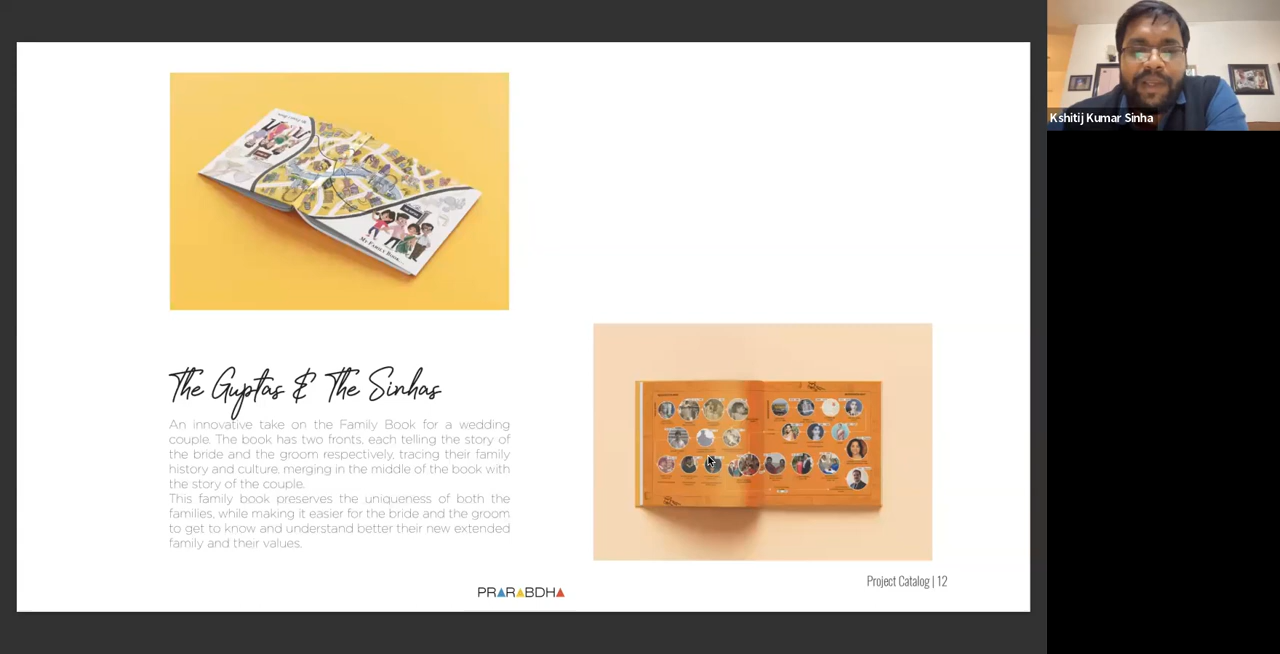 Kshitij Kumar Sinha
MY FAMILY BOOK...
The Guptas & The Sinhas
An innovative take on the Family Book for a wedding
couple. The book has two fronts, each telling the story of
the bride and the groom respectively, tracing their family
history and culture, merging in the middle of the book with
the story of the couple.
This family book preserves the uniqueness of both the
families, while making it easier for the bride and the groom
to get to know and understand better their new extended
family and their values.
PRARABDHA
Project Catalog | 12